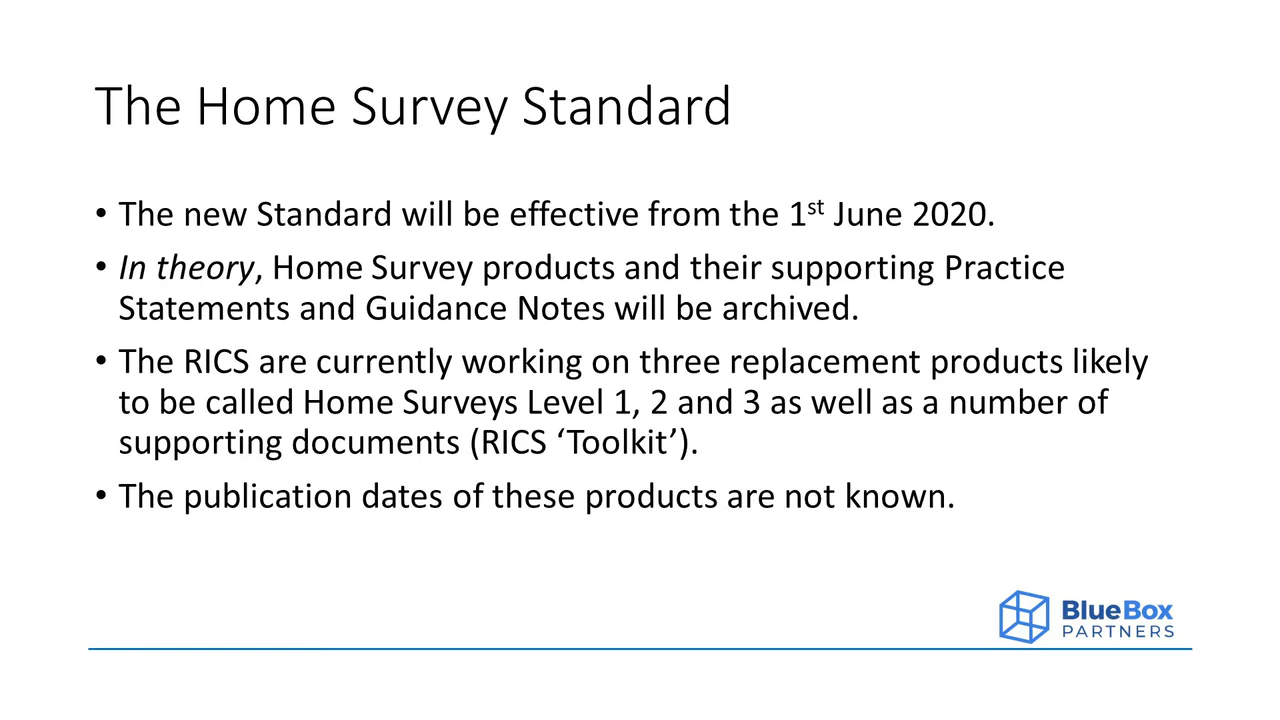 The Home Survey Standard
• The new Standard will be effective from the 1st June 2020.
• In theory, Home Survey products and their supporting Practice
Statements and Guidance Notes will be archived.
• The RICS are currently working on three replacement products likely
to be called Home Surveys Level 1, 2 and 3 as well as a number of
supporting documents (RICS ‘Toolkit’).
• The publication dates of these products are not known.
BlueBox
PARTNERS